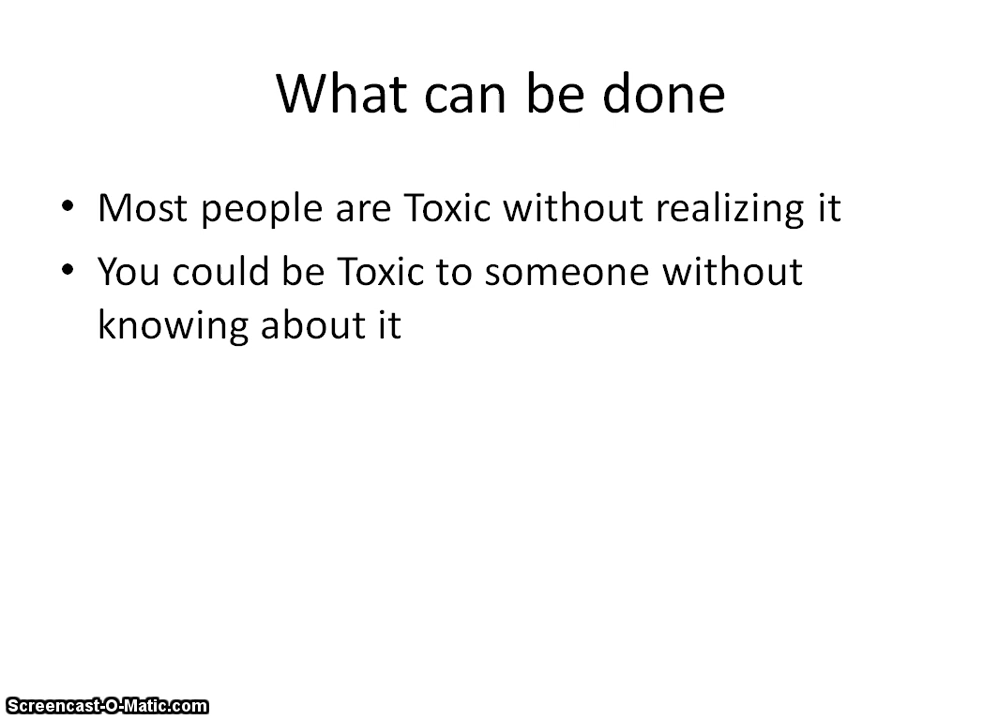 What can be done
• Most people are Toxic without realizing it
• You could be Toxic to someone without
knowing about it
Screencast-O-Matic.com